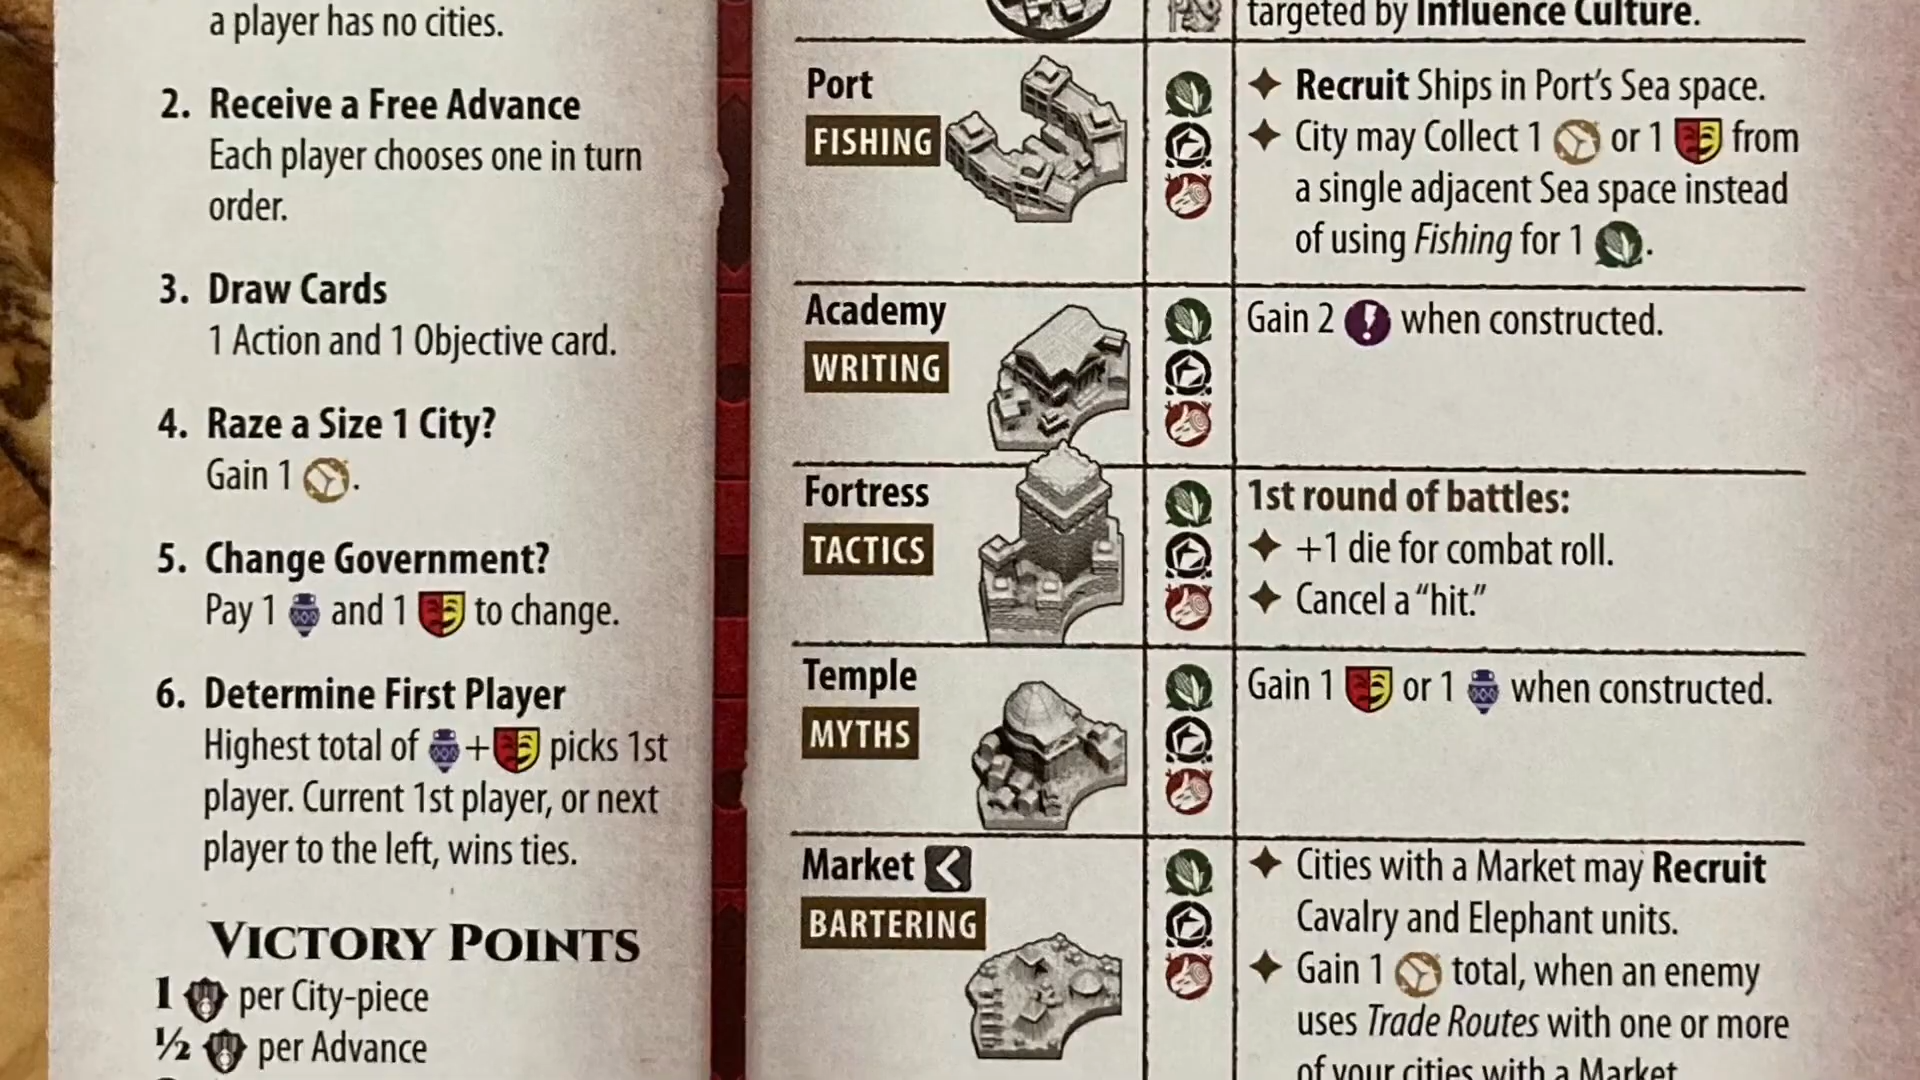 a player has no cities.
2. Receive a Free Advance
Each player chooses one in turn
order.
3. Draw Cards
1 Action and 1 Objective card.
4. Raze a Size 1 City?
Gain 1 .
5. Change Government?
Pay 1 and 1 to change.
6. Determine First Player
Highest total of + picks 1st
player. Current 1st player, or next
player to the left, wins ties.
VICTORY POINTS
1 per City-piece
½ per Advance
targeted by Influence Culture.
Port
FISHING
✦ Recruit Ships in Port's Sea space.
✦ City may Collect 1 or 1 from
a single adjacent Sea space instead
of using Fishing for 1 .
Academy
WRITING
Gain 2 when constructed.
Fortress
TACTICS
1st round of battles:
✦ +1 die for combat roll.
✦ Cancel a “hit.”
Temple
MYTHS
Gain 1 or 1 when constructed.
Market
BARTERING
✦ Cities with a Market may Recruit
Cavalry and Elephant units.
✦ Gain 1 total, when an enemy
uses Trade Routes with one or more
of your cities with a Market